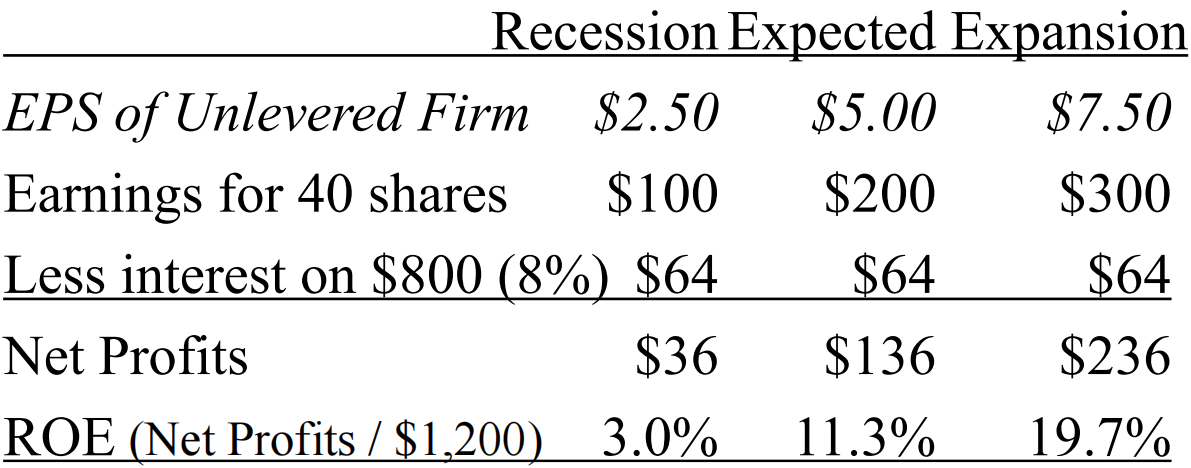 Recession Expected Expansion
EPS of Unlevered Firm $2.50 $5.00 $7.50
Earnings for 40 shares $100 $200 $300
Less interest on $800 (8%) $64 $64 $64
Net Profits $36 $136 $236
ROE (Net Profits / $1,200) 3.0% 11.3% 19.7%